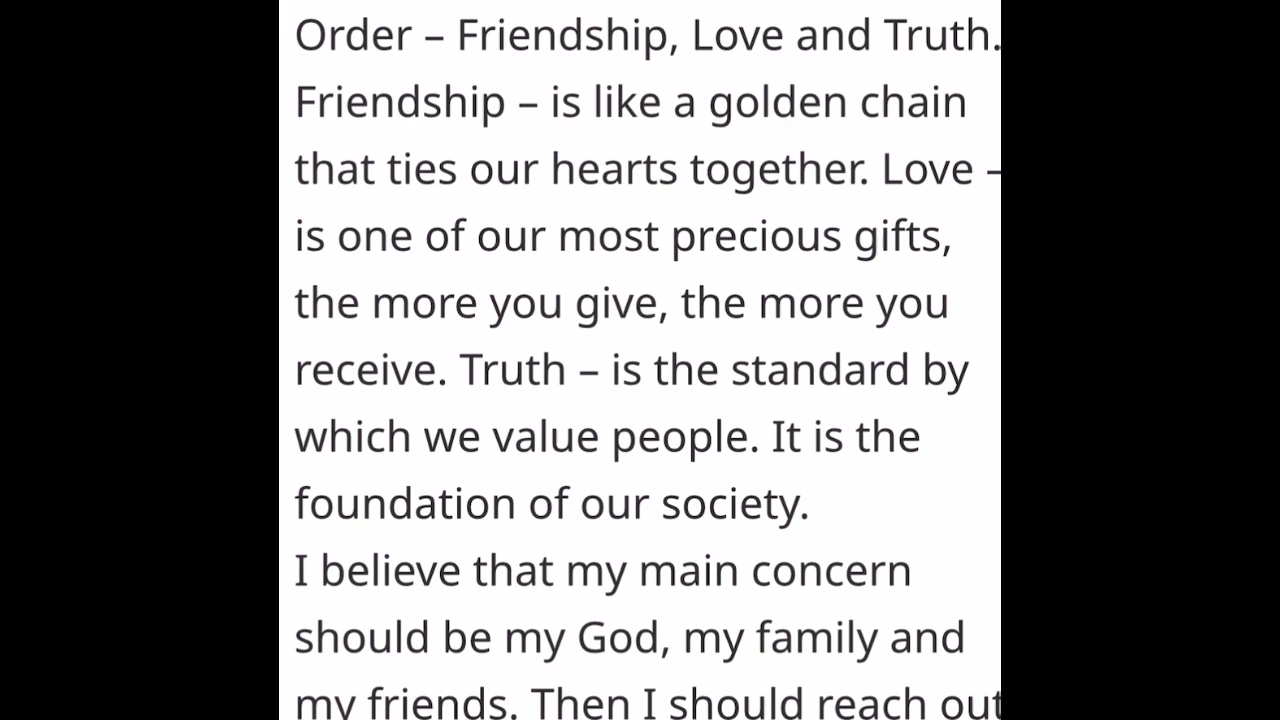 Order – Friendship, Love and Truth.
Friendship – is like a golden chain
that ties our hearts together. Love –
is one of our most precious gifts,
the more you give, the more you
receive. Truth – is the standard by
which we value people. It is the
foundation of our society.
I believe that my main concern
should be my God, my family and
my friends. Then I should reach out